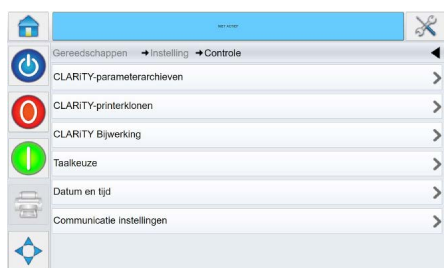 Gereedschappen ➔Instelling ➔Controle
CLARiTY-parameterarchieven
CLARiTY-printerklonen
CLARiTY Bijwerking
Taalkeuze
Datum en tijd
Communicatie instellingen